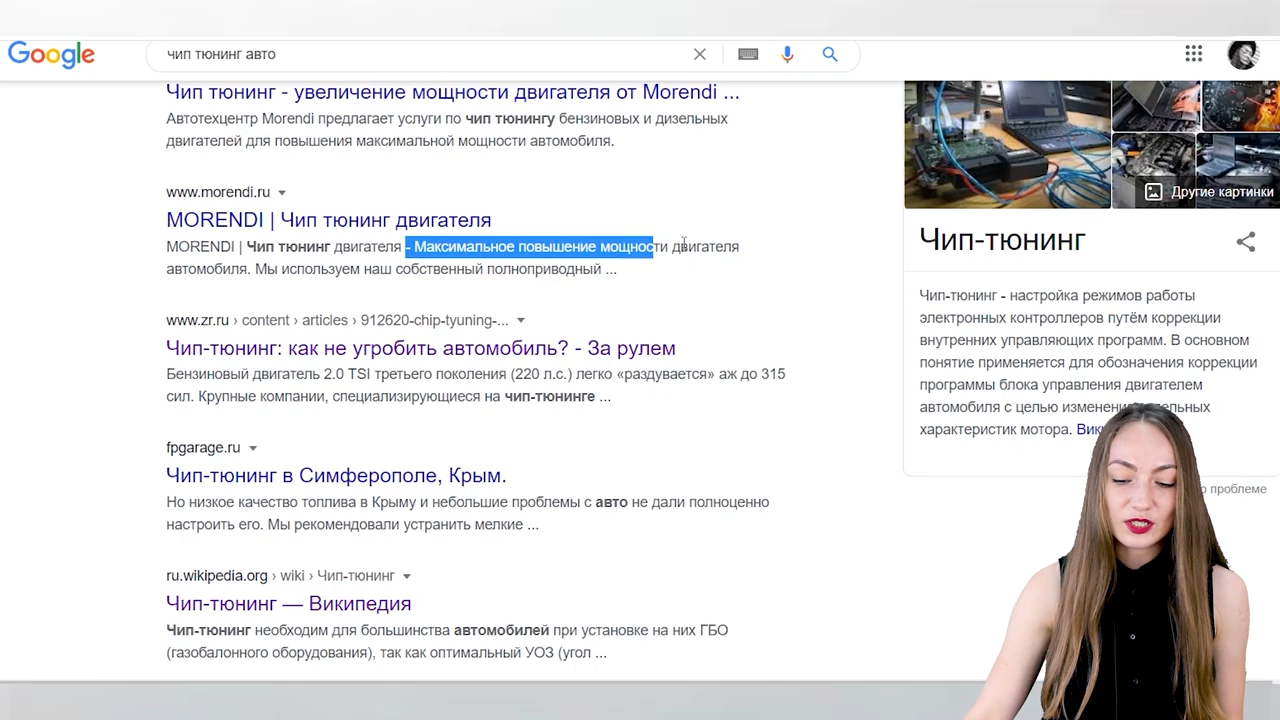 Google
чип тюнинг авто
Чип тюнинг - увеличение мощности двигателя от Morendi ...
Автотехцентр Morendi предлагает услуги по чип тюнингу бензиновых и дизельных
двигателей для повышения максимальной мощности автомобиля.
www.morendi.ru
MORENDI | Чип тюнинг двигателя
MORENDI | Чип тюнинг двигателя - Максимальное повышение мощности двигателя
автомобиля. Мы используем наш собственный полноприводный ...
www.zr.ru › content › articles › 912620-chip-tyuning-...
Чип-тюнинг: как не угробить автомобиль? - За рулем
Бензиновый двигатель 2.0 TSI третьего поколения (220 л.с.) легко «раздувается» аж до 315
сил. Крупные компании, специализирующиеся на чип-тюнинге ...
fpgarage.ru
Чип-тюнинг в Симферополе, Крым.
Но низкое качество топлива в Крыму и небольшие проблемы с авто не дали полноценно
настроить его. Мы рекомендовали устранить мелкие ...
ru.wikipedia.org › wiki › Чип-тюнинг
Чип-тюнинг — Википедия
Чип-тюнинг необходим для большинства автомобилей при установке на них ГБО
(газобалонного оборудования), так как оптимальный УОЗ (угол ...
Другие картинки
Чип-тюнинг
Чип-тюнинг - настройка режимов работы
электронных контроллеров путём коррекции
внутренних управляющих программ. В основном
понятие применяется для обозначения коррекции
программы блока управления двигателем
автомобиля с целью
характеристик мотора.
проблеме